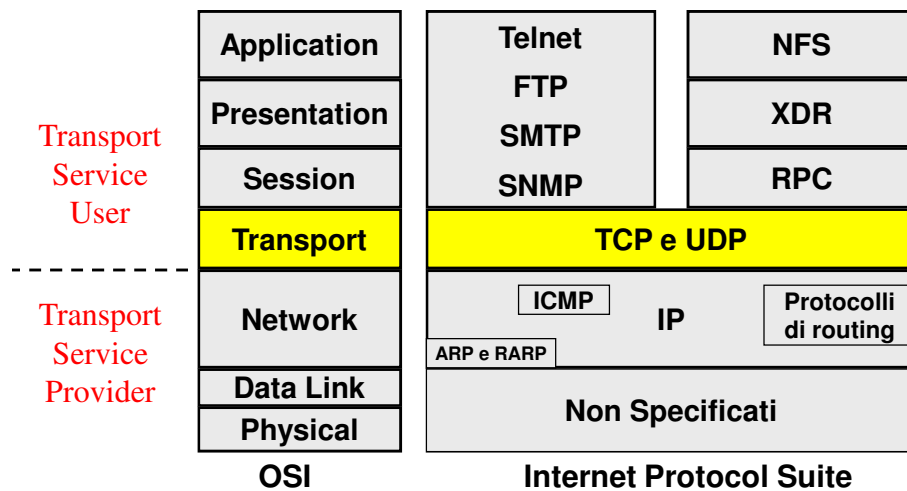 Transport
Service
User
Transport
Service
Provider
Application
Presentation
Session
Transport
Network
Data Link
Physical
OSI
Telnet
FTP
SMTP
SNMP
NFS
XDR
RPC
TCP e UDP
ICMP
IP
Protocolli
di routing
ARP e RARP
Non Specificati
Internet Protocol Suite